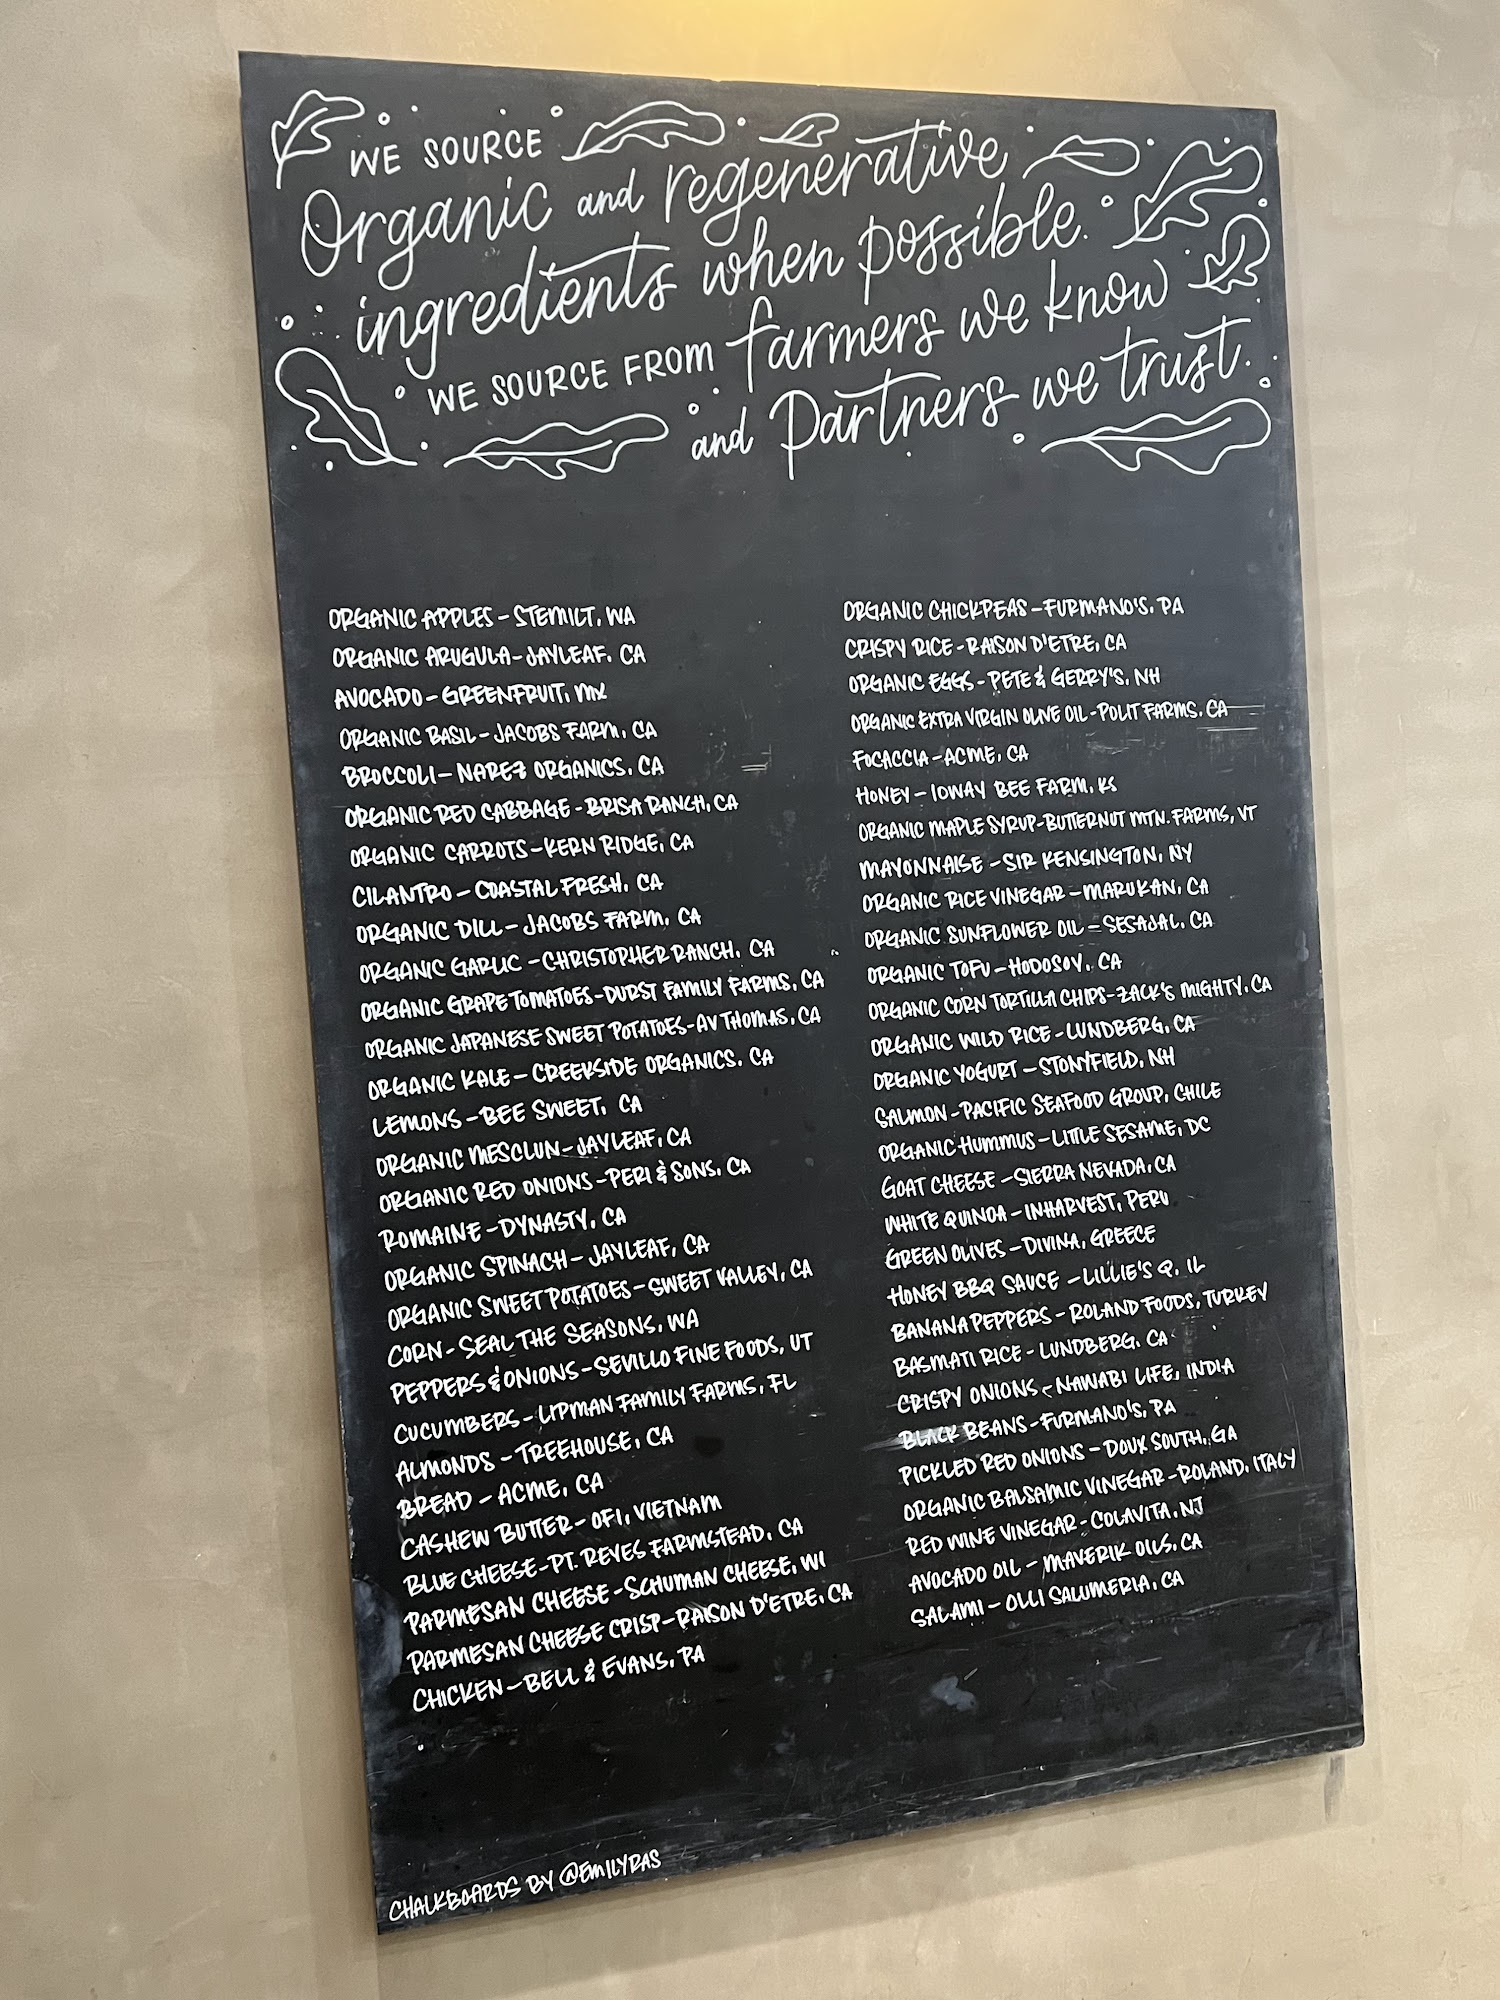 WE SOURCE
Organic and regenerative
ingredients when possible.
WE SOURCE FROM farmers we know
and Partners we trust.
ORGANIC APPLES - STEMILT, WA
ORGANIC ARUGULA - JAYLEAF, CA
AVOCADO - GREENFRUIT, MX
ORGANIC BASIL - JACOBS FARM, CA
BROCCOLI - NAREZ ORGANICS, CA
ORGANIC RED CABBAGE - BRISA RANCH, CA
ORGANIC CARROTS - KERN RIDGE, CA
CILANTRO - COASTAL FRESH, CA
ORGANIC DILL - JACOBS FARM, CA
ORGANIC GARLIC - CHRISTOPHER RANCH, CA
ORGANIC GRAPE TOMATOES - DURST FAMILY FARMS, CA
ORGANIC JAPANESE SWEET POTATOES - AV THOMAS, CA
ORGANIC KALE - CREEKSIDE ORGANICS, CA
LEMONS - BEE SWEET, CA
ORGANIC MESCLUN - JAYLEAF, CA
ORGANIC RED ONIONS - PERI & SONS, CA
ROMAINE - DYNASTY, CA
ORGANIC SPINACH - JAYLEAF, CA
ORGANIC SWEET POTATOES - SWEET VALLEY, CA
CORN - SEAL THE SEASONS, WA
PEPPERS & ONIONS - SEVILLO FINE FOODS, UT
CUCUMBERS - LIPMAN FAMILY FARMS, FL
ALMONDS - TREEHOUSE, CA
BREAD - ACME, CA
CASHEW BUTTER - OFI, VIETNAM
BLUE CHEESE - PT. REYES FARMSTEAD, CA
PARMESAN CHEESE - SCHUMAN CHEESE, WI
PARMESAN CHEESE CRISP - RAISON D'ETRE, CA
CHICKEN - BELL & EVANS, PA
ORGANIC CHICKPEAS - FURMANO'S, PA
CRISPY RICE - RAISON D'ETRE, CA
ORGANIC EGGS - PETE & GERRY'S, NH
ORGANIC EXTRA VIRGIN OLIVE OIL - POLIT FARMS, CA
FOCACCIA - ACME, CA
HONEY - IOWAY BEE FARM, KS
ORGANIC MAPLE SYRUP - BUTTERNUT MTN. FARMS, VT
MAYONNAISE - SIR KENSINGTON, NY
ORGANIC RICE VINEGAR - MARUKAN, CA
ORGANIC SUNFLOWER OIL - SESAJAL, CA
ORGANIC TOFU - HODOSOY, CA
ORGANIC CORN TORTILLA CHIPS - ZACK'S MIGHTY, CA
ORGANIC WILD RICE - LUNDBERG, CA
ORGANIC YOGURT - STONYFIELD, NH
SALMON - PACIFIC SEAFOOD GROUP, CHILE
ORGANIC HUMMUS - LITTLE SESAME, DC
GOAT CHEESE - SIERRA NEVADA, CA
WHITE QUINOA - INHARVEST, PERU
GREEN OLIVES - DIVINA, GREECE
HONEY BBQ SAUCE - LILLIE'S Q, IL
BANANA PEPPERS - ROLAND FOODS, TURKEY
BASMATI RICE - LUNDBERG, CA
CRISPY ONIONS - NAWABI LIFE, INDIA
BLACK BEANS - FURMANO'S, PA
PICKLED RED ONIONS - DOUX SOUTH, GA
ORGANIC BALSAMIC VINEGAR - ROLAND, ITALY
RED WINE VINEGAR - COLAVITA, NJ
AVOCADO OIL - MAVERIK OILS, CA
SALAMI - OLLI SALUMERIA, CA
CHALKBOARDS BY @EMILYRAS